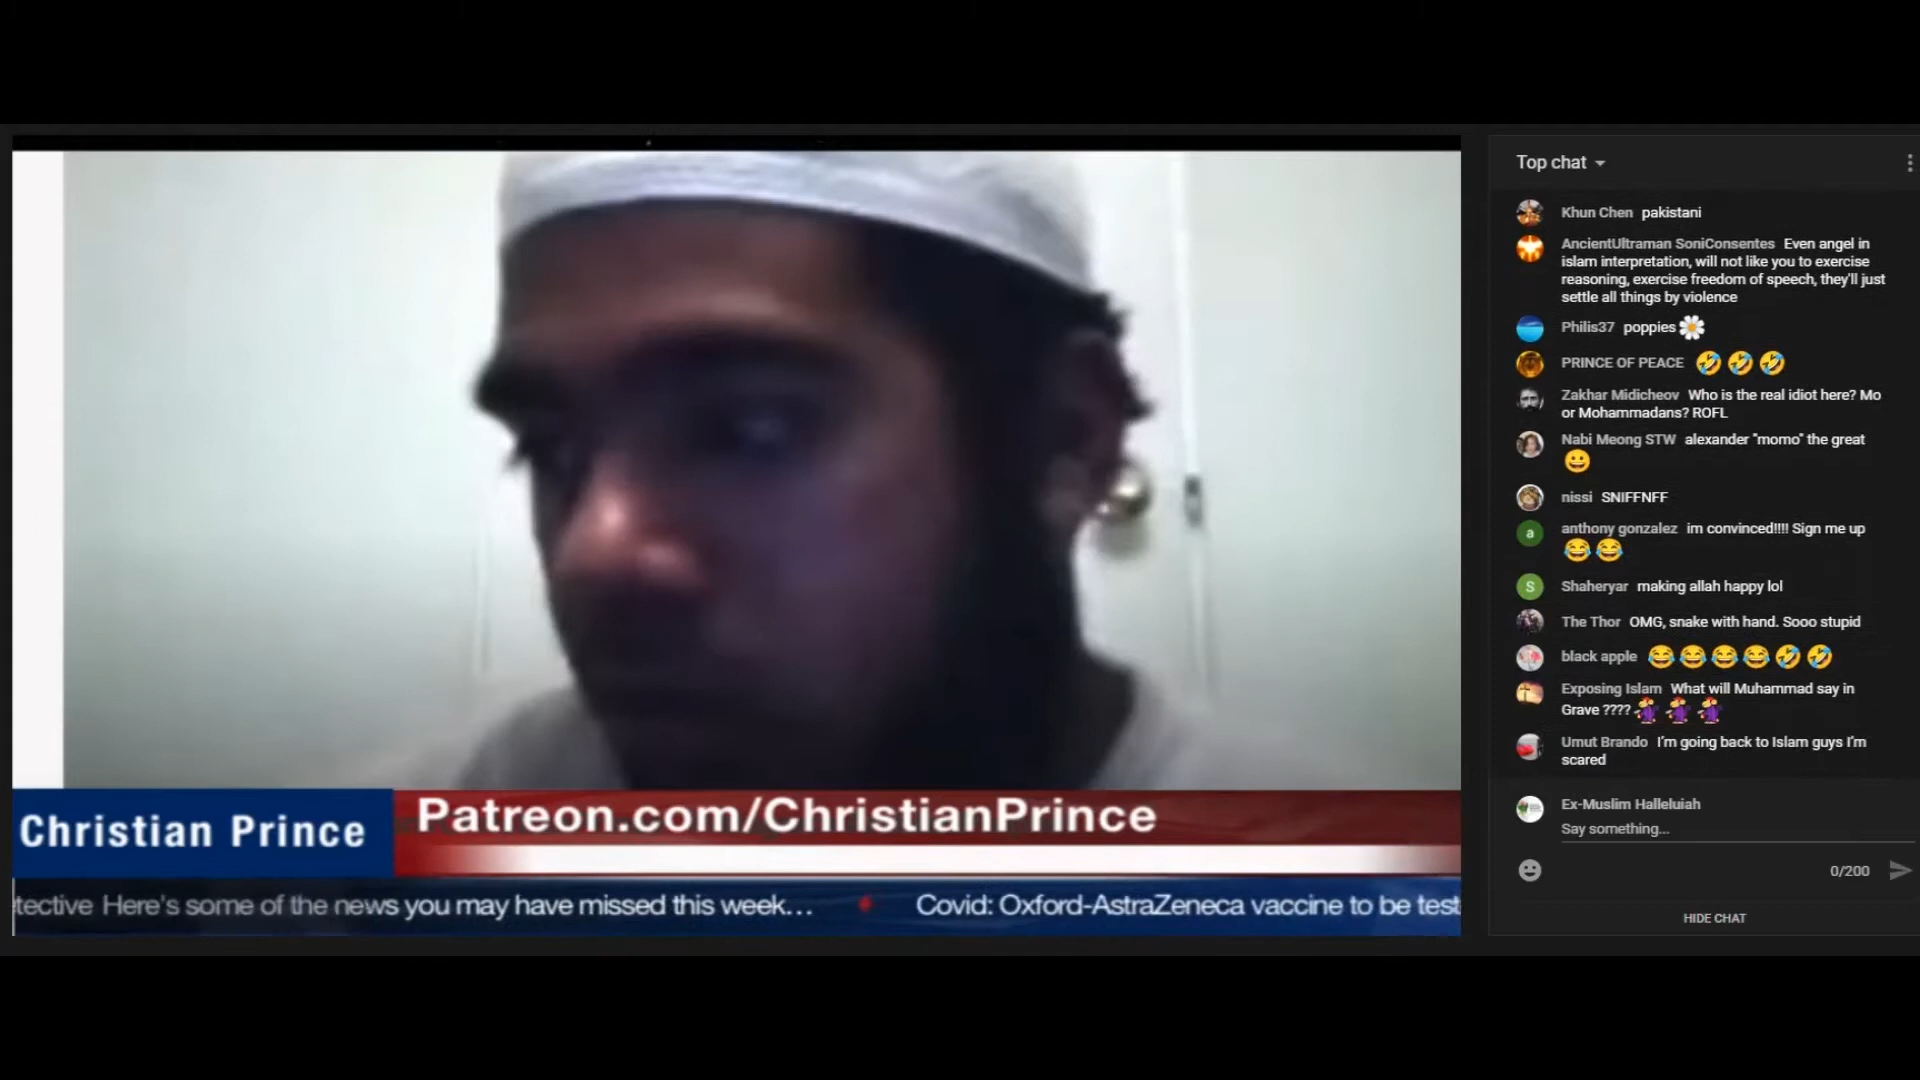 Christian Prince
Patreon.com/ChristianPrince
Here's some of the news you may have missed this week...
Covid: Oxford-AstraZeneca vaccine to be test
Top chat
Khun Chen pakistani
AncientUltraman SoniConsentes Even angel in
islam interpretation, will not like you to exercise
reasoning, exercise freedom of speech, they'll just
settle all things by violence
Philis37 poppies
PRINCE OF PEACE
Zakhar Midicheov Who is the real idiot here? Mo
or Mohammadans? ROFL
Nabi Meong STW alexander "momo" the great
nissi SNIFFNFF
a anthony gonzalez im convinced!!!! Sign me up
S Shaheryar making allah happy lol
The Thor OMG, snake with hand. Sooo stupid
black apple
Exposing Islam What will Muhammad say in
Grave ????
Umut Brando I'm going back to Islam guys I'm
scared
Ex-Muslim Halleluiah
Say something...
0/200
HIDE CHAT